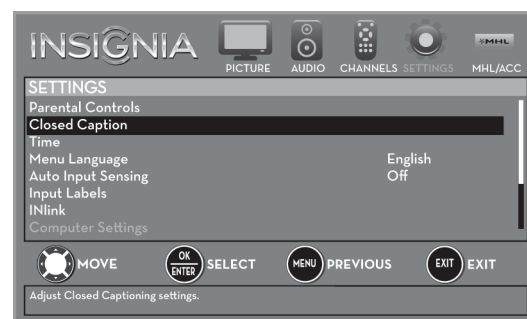 INSIGNIA
PICTURE AUDIO CHANNELS SETTINGS MHL/ACC
MHL
SETTINGS
Parental Controls
Closed Caption
Time
Menu Language English
Auto Input Sensing Off
Input Labels
INlink
Computer Settings
MOVE OK ENTER SELECT MENU PREVIOUS EXIT EXIT
Adjust Closed Captioning settings.